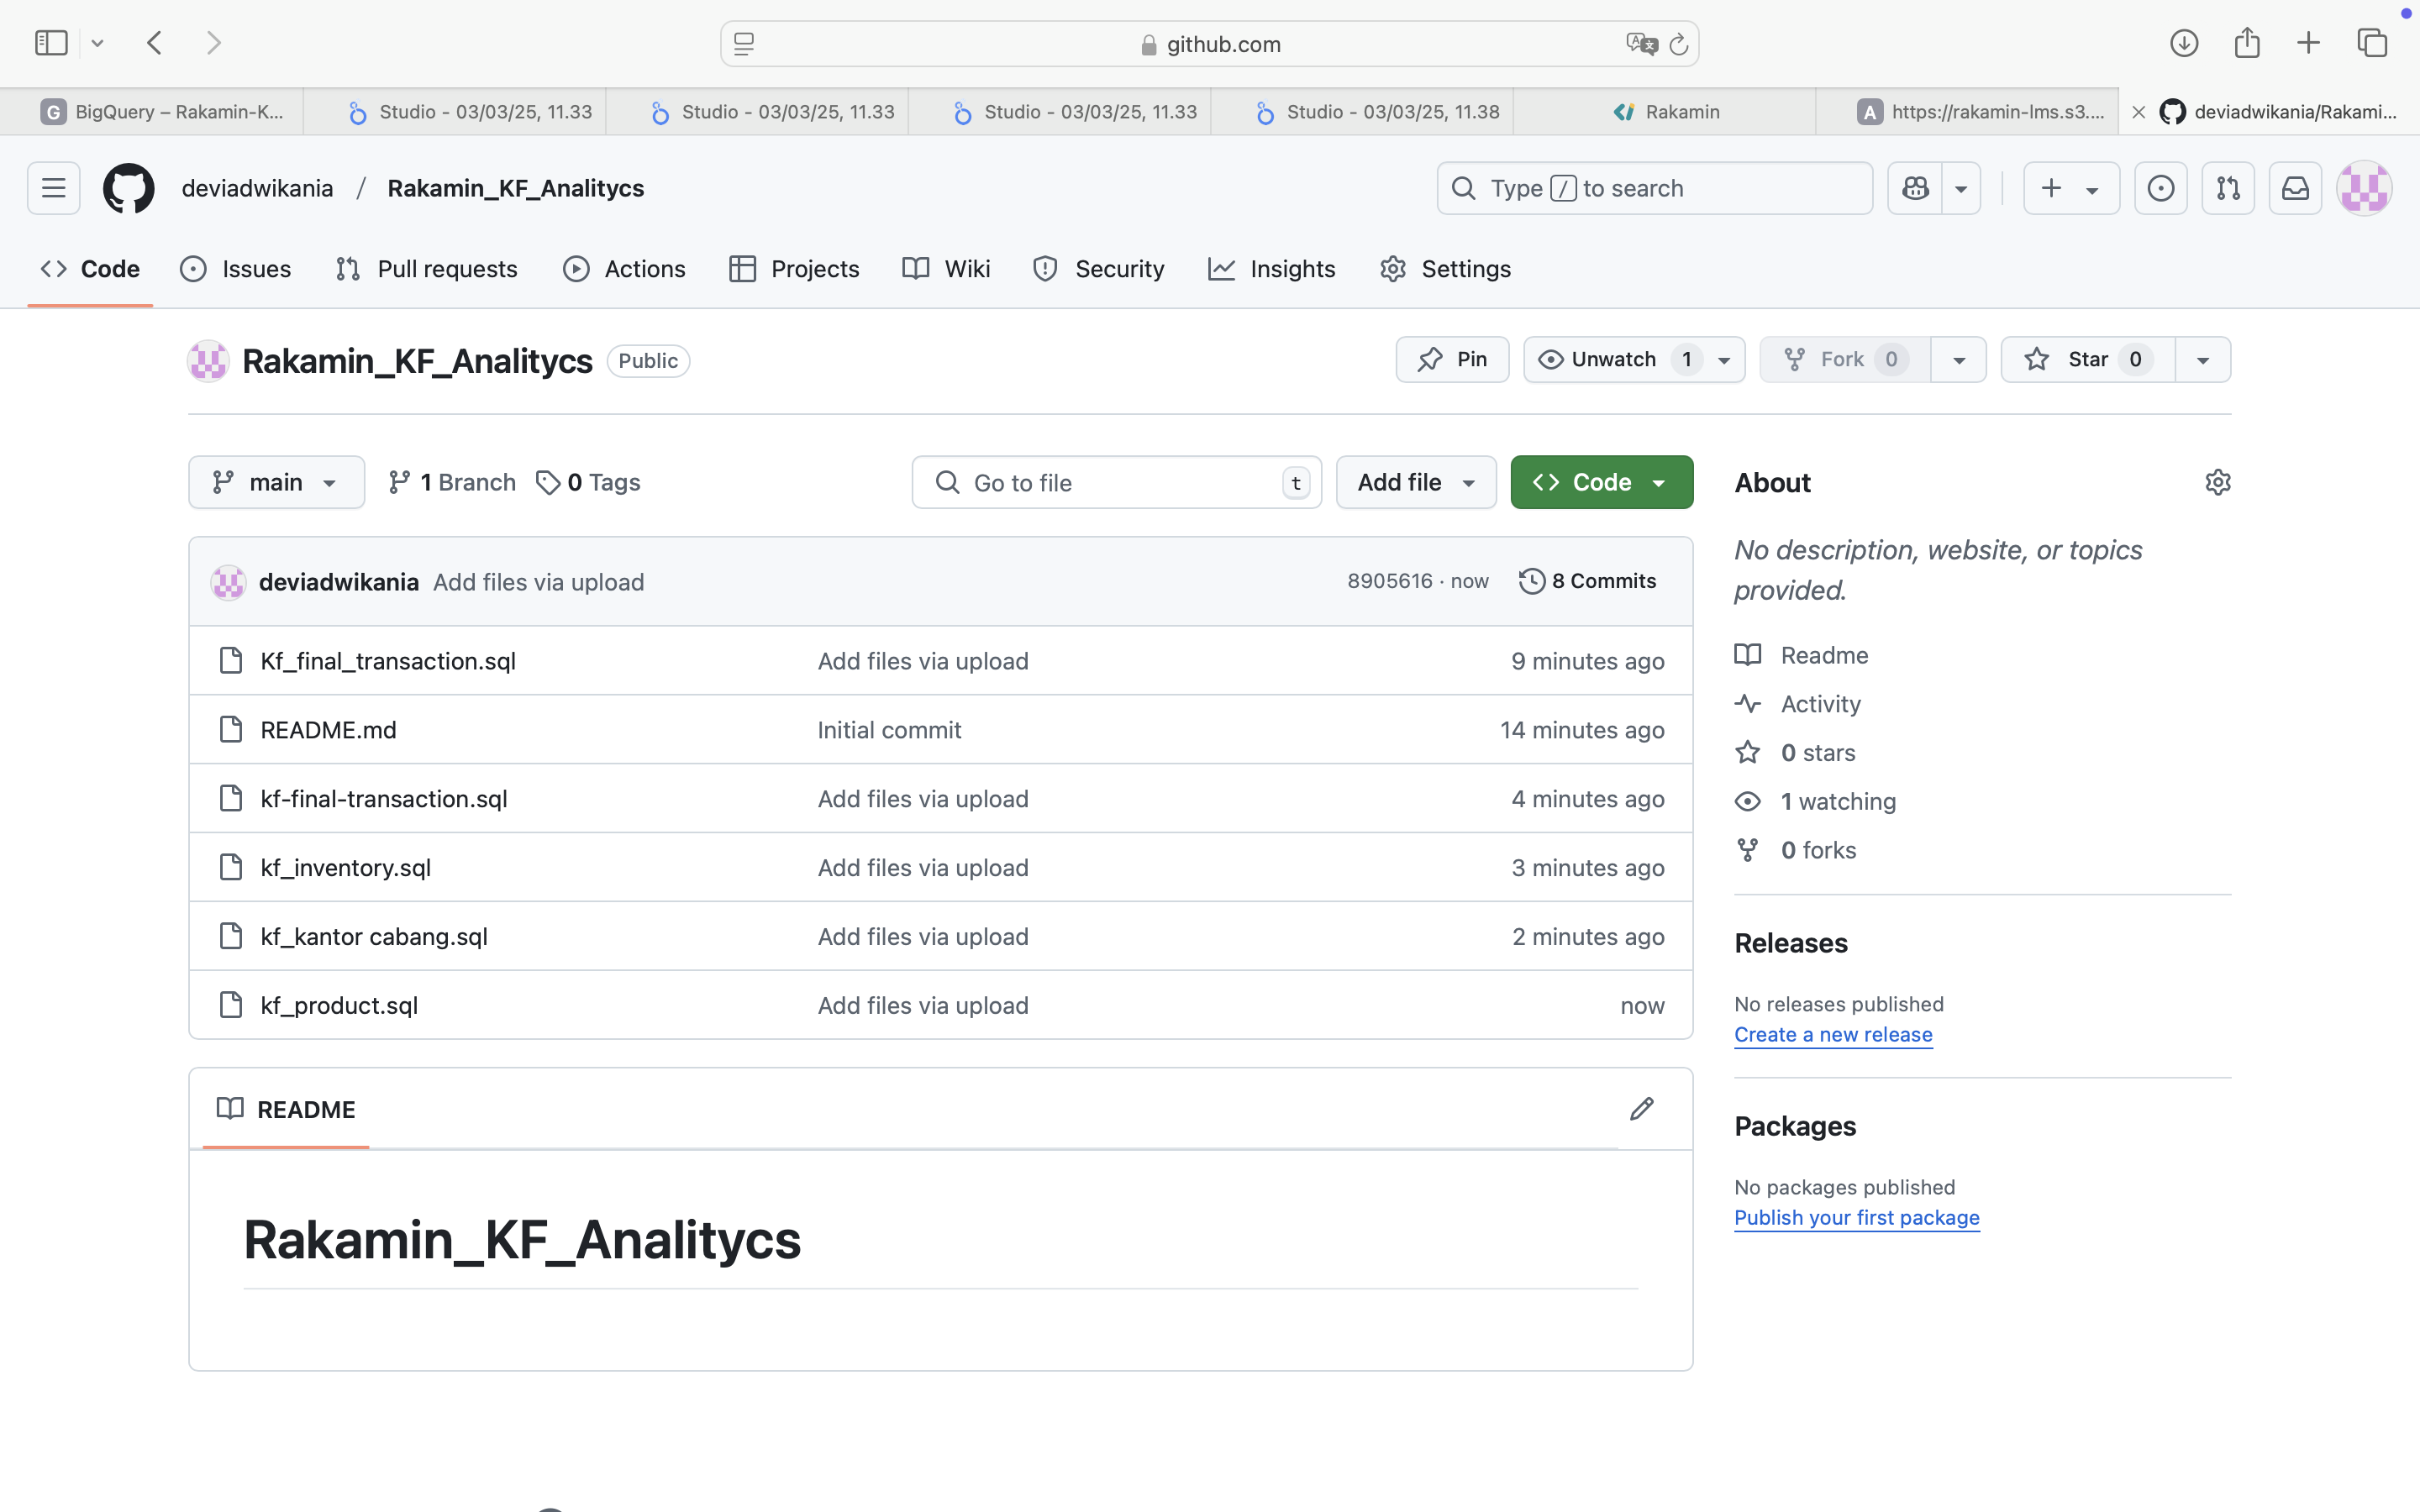 github.com
G BigQuery – Rakamin-K...
Studio - 03/03/25, 11.33
Studio - 03/03/25, 11.33
Studio - 03/03/25, 11.33
Studio - 03/03/25, 11.38
Rakamin
A https://rakamin-lms.s3....
deviadwikania/Rakami...
deviadwikania / Rakamin_KF_Analitycs
Type / to search
Code
Issues
Pull requests
Actions
Projects
Wiki
Security
Insights
Settings
Rakamin_KF_Analitycs Public
Pin
Unwatch 1
Fork 0
Star 0
main
1 Branch
0 Tags
Go to file t
Add file
Code
deviadwikania Add files via upload 8905616 · now 8 Commits
Kf_final_transaction.sql Add files via upload 9 minutes ago
README.md Initial commit 14 minutes ago
kf-final-transaction.sql Add files via upload 4 minutes ago
kf_inventory.sql Add files via upload 3 minutes ago
kf_kantor cabang.sql Add files via upload 2 minutes ago
kf_product.sql Add files via upload now
README
Rakamin_KF_Analitycs
About
No description, website, or topics
provided.
Readme
Activity
0 stars
1 watching
0 forks
Releases
No releases published
Create a new release
Packages
No packages published
Publish your first package